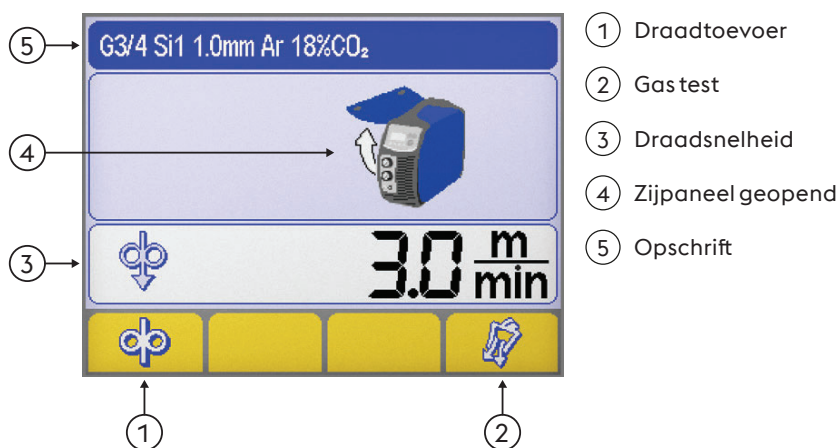 5
G3/4 Si1 1.0mm Ar 18%CO₂
4
3
3.0 m
min
1
2
1 Draadtoevoer
2 Gas test
3 Draadsnelheid
4 Zijpaneel geopend
5 Opschrift